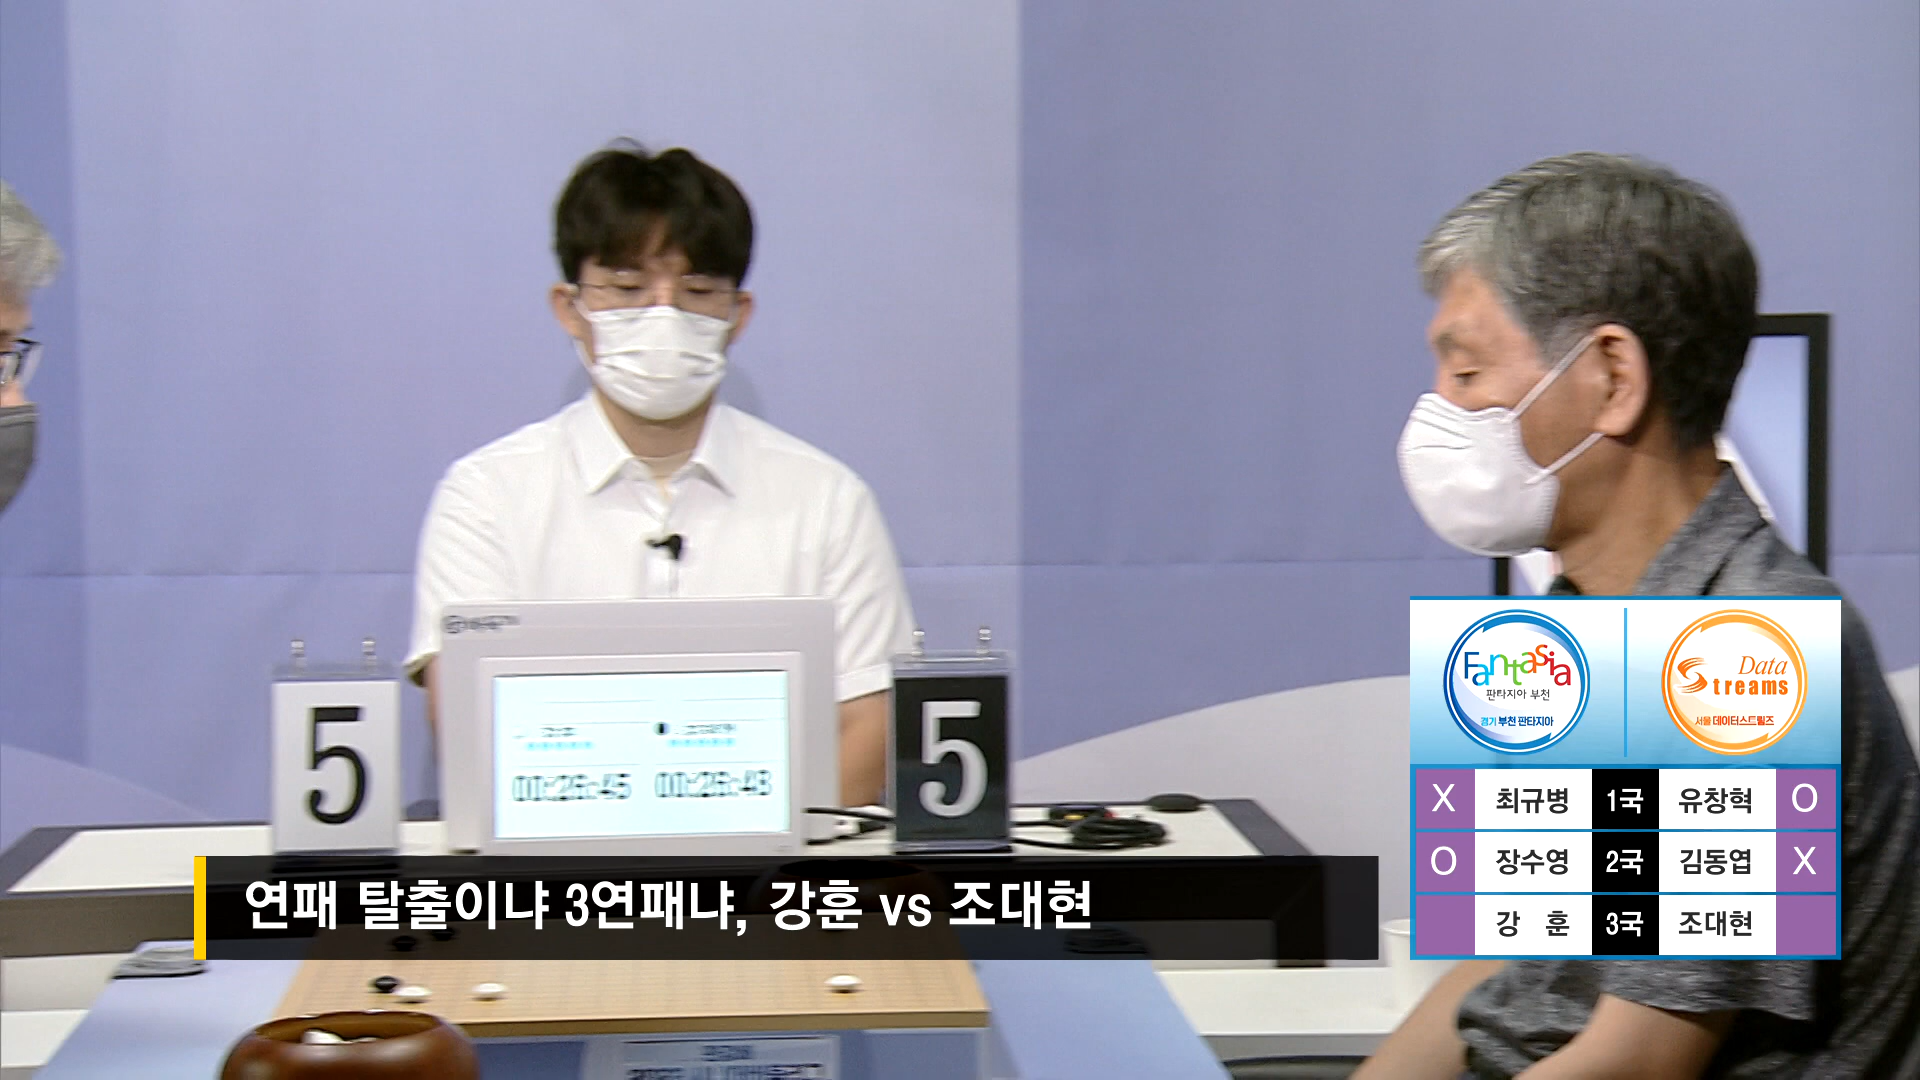 5
5
00:26:45 00:26:43
연패 탈출이냐 3연패냐, 강훈 vs 조대현
Fantasia
판타지아 부천
경기 부천 판타지아
Data
Streams
서울 데이터스트림즈
X 최규병 1국 유창혁 O
O 장수영 2국 김동엽 X
강 훈 3국 조대현